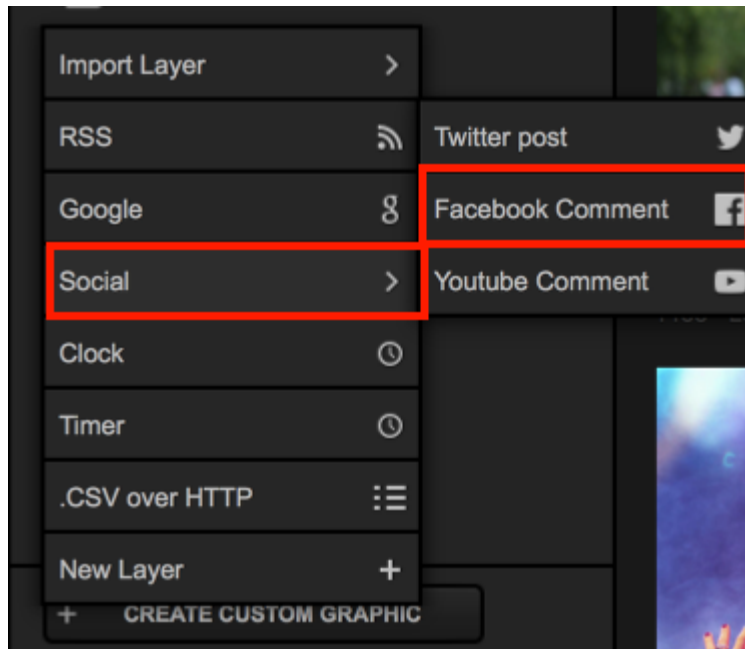 Import Layer
RSS
Google
Social
Clock
Timer
.CSV over HTTP
New Layer
Twitter post
Facebook Comment
Youtube Comment
+ CREATE CUSTOM GRAPHIC